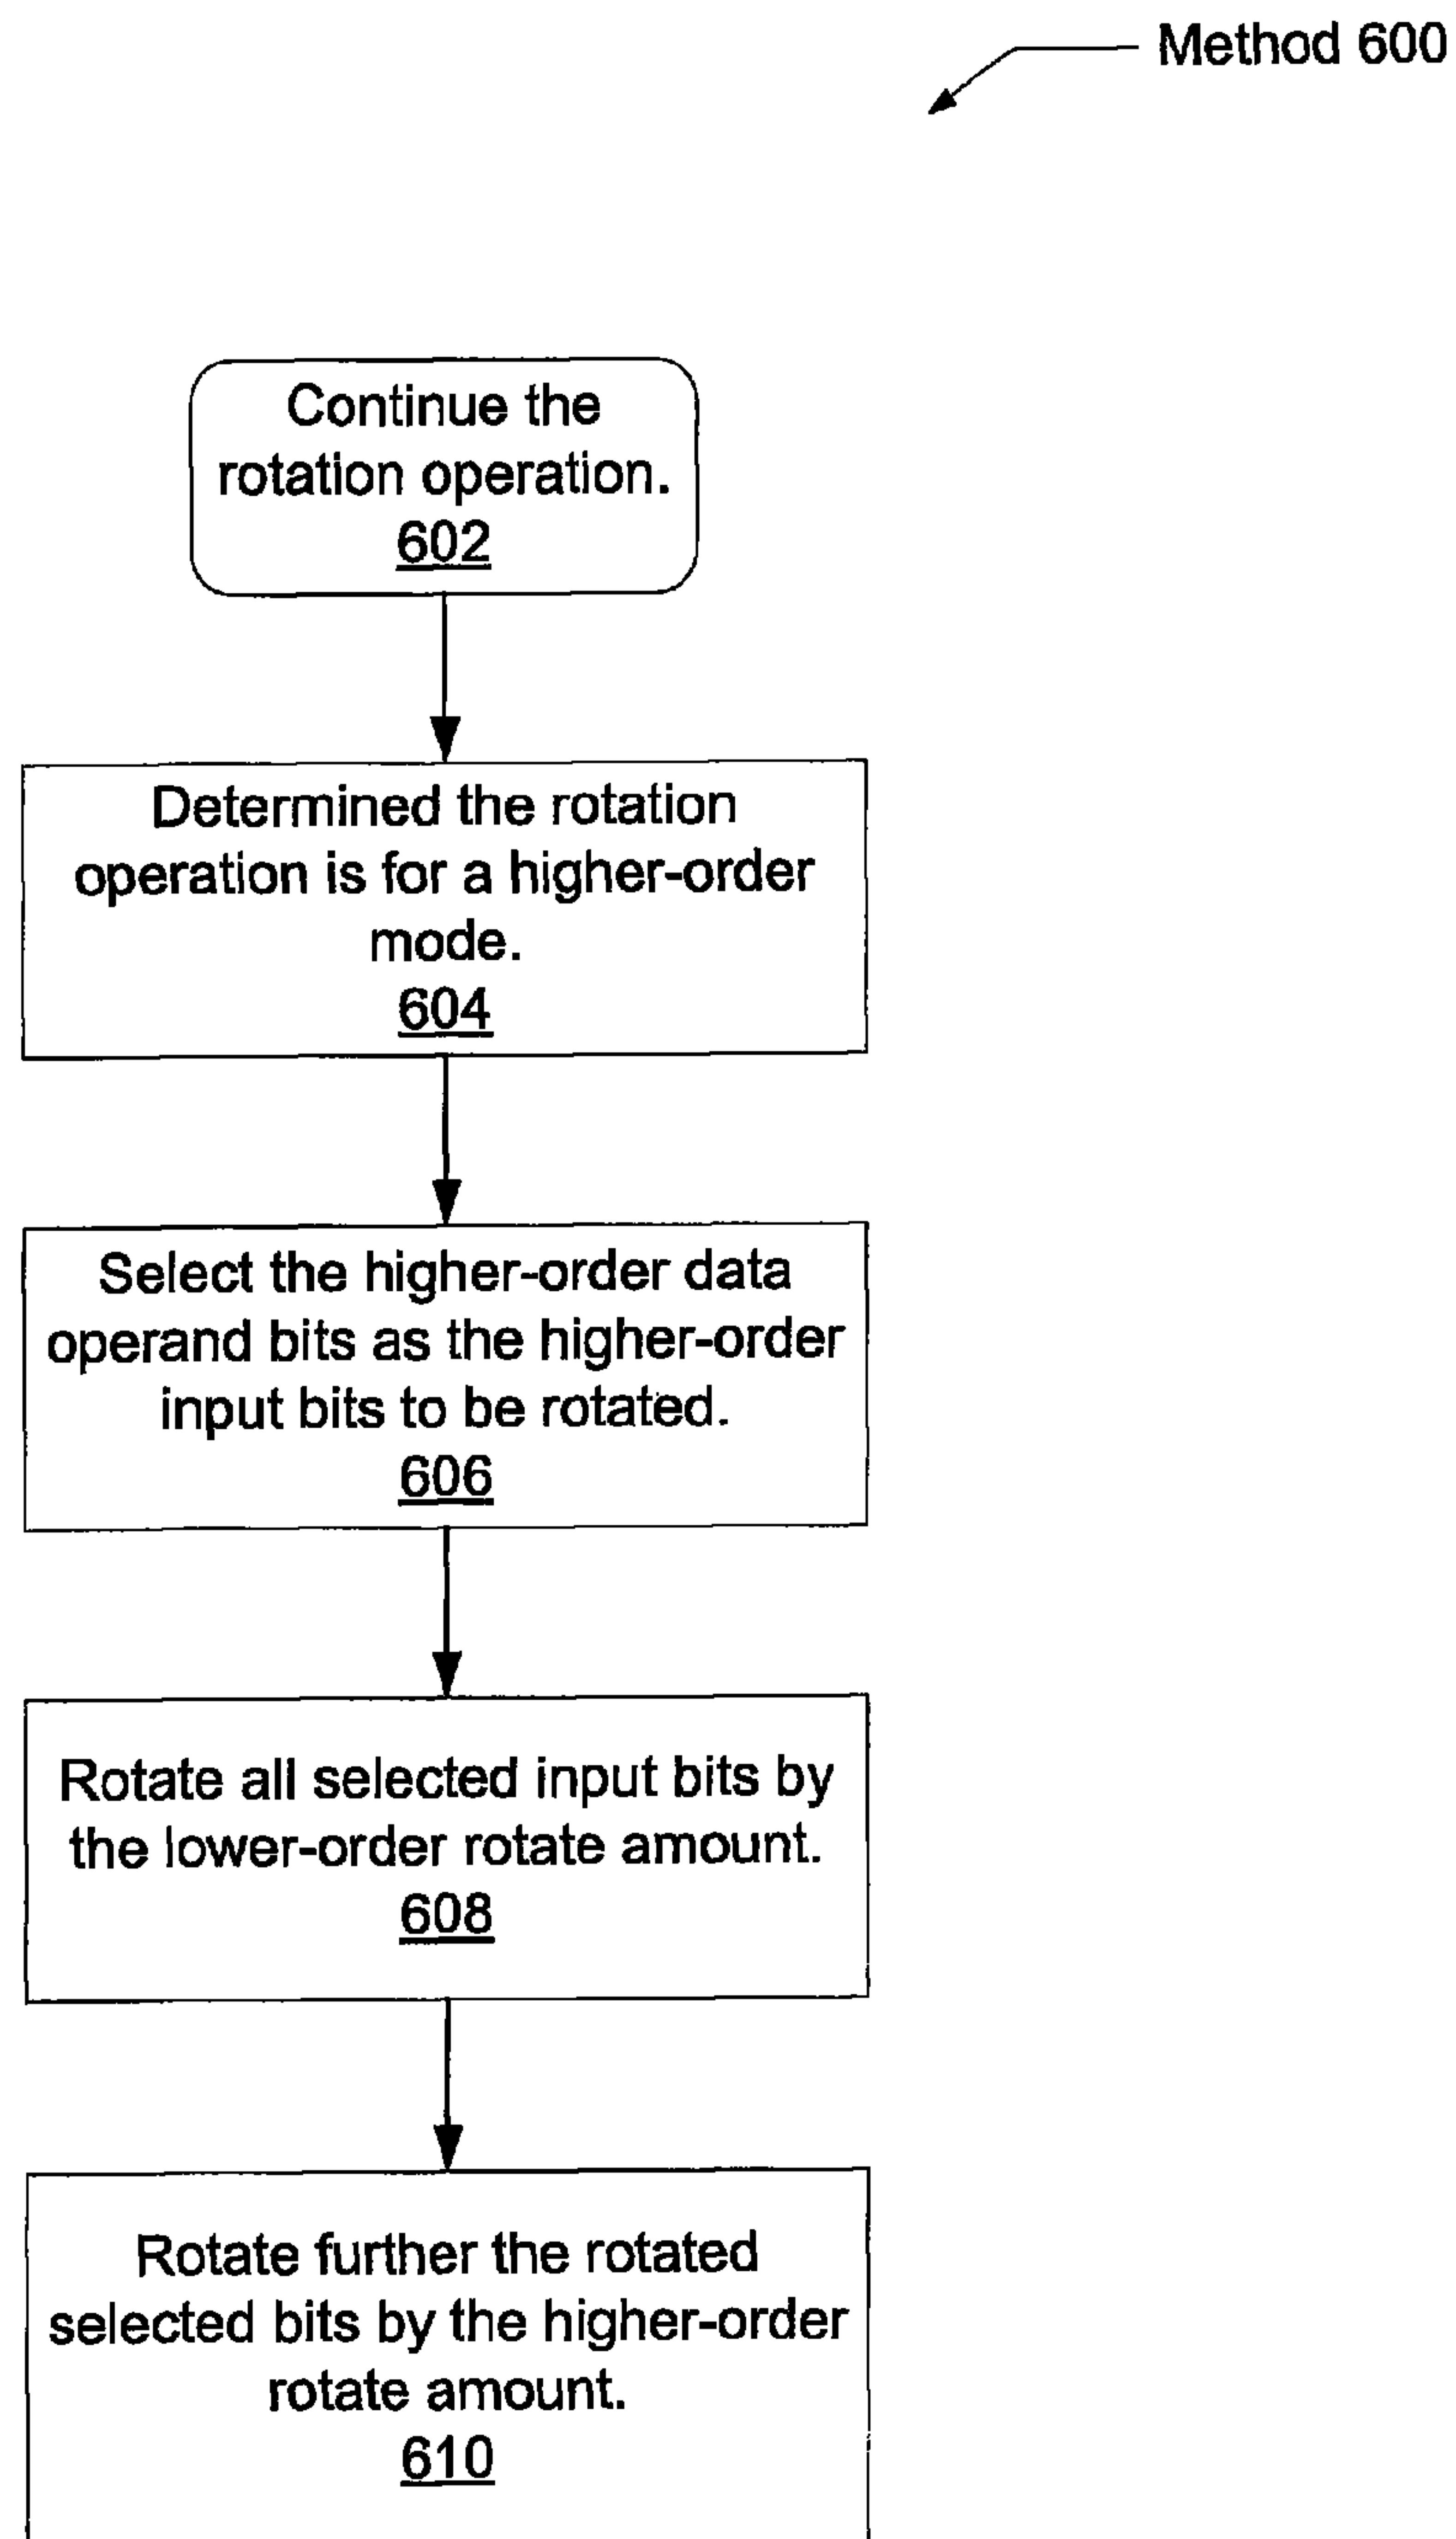 Method 600
Continue the
rotation operation.
602
Determined the rotation
operation is for a higher-order
mode.
604
Select the higher-order data
operand bits as the higher-order
input bits to be rotated.
606
Rotate all selected input bits by
the lower-order rotate amount.
608
Rotate further the rotated
selected bits by the higher-order
rotate amount.
610